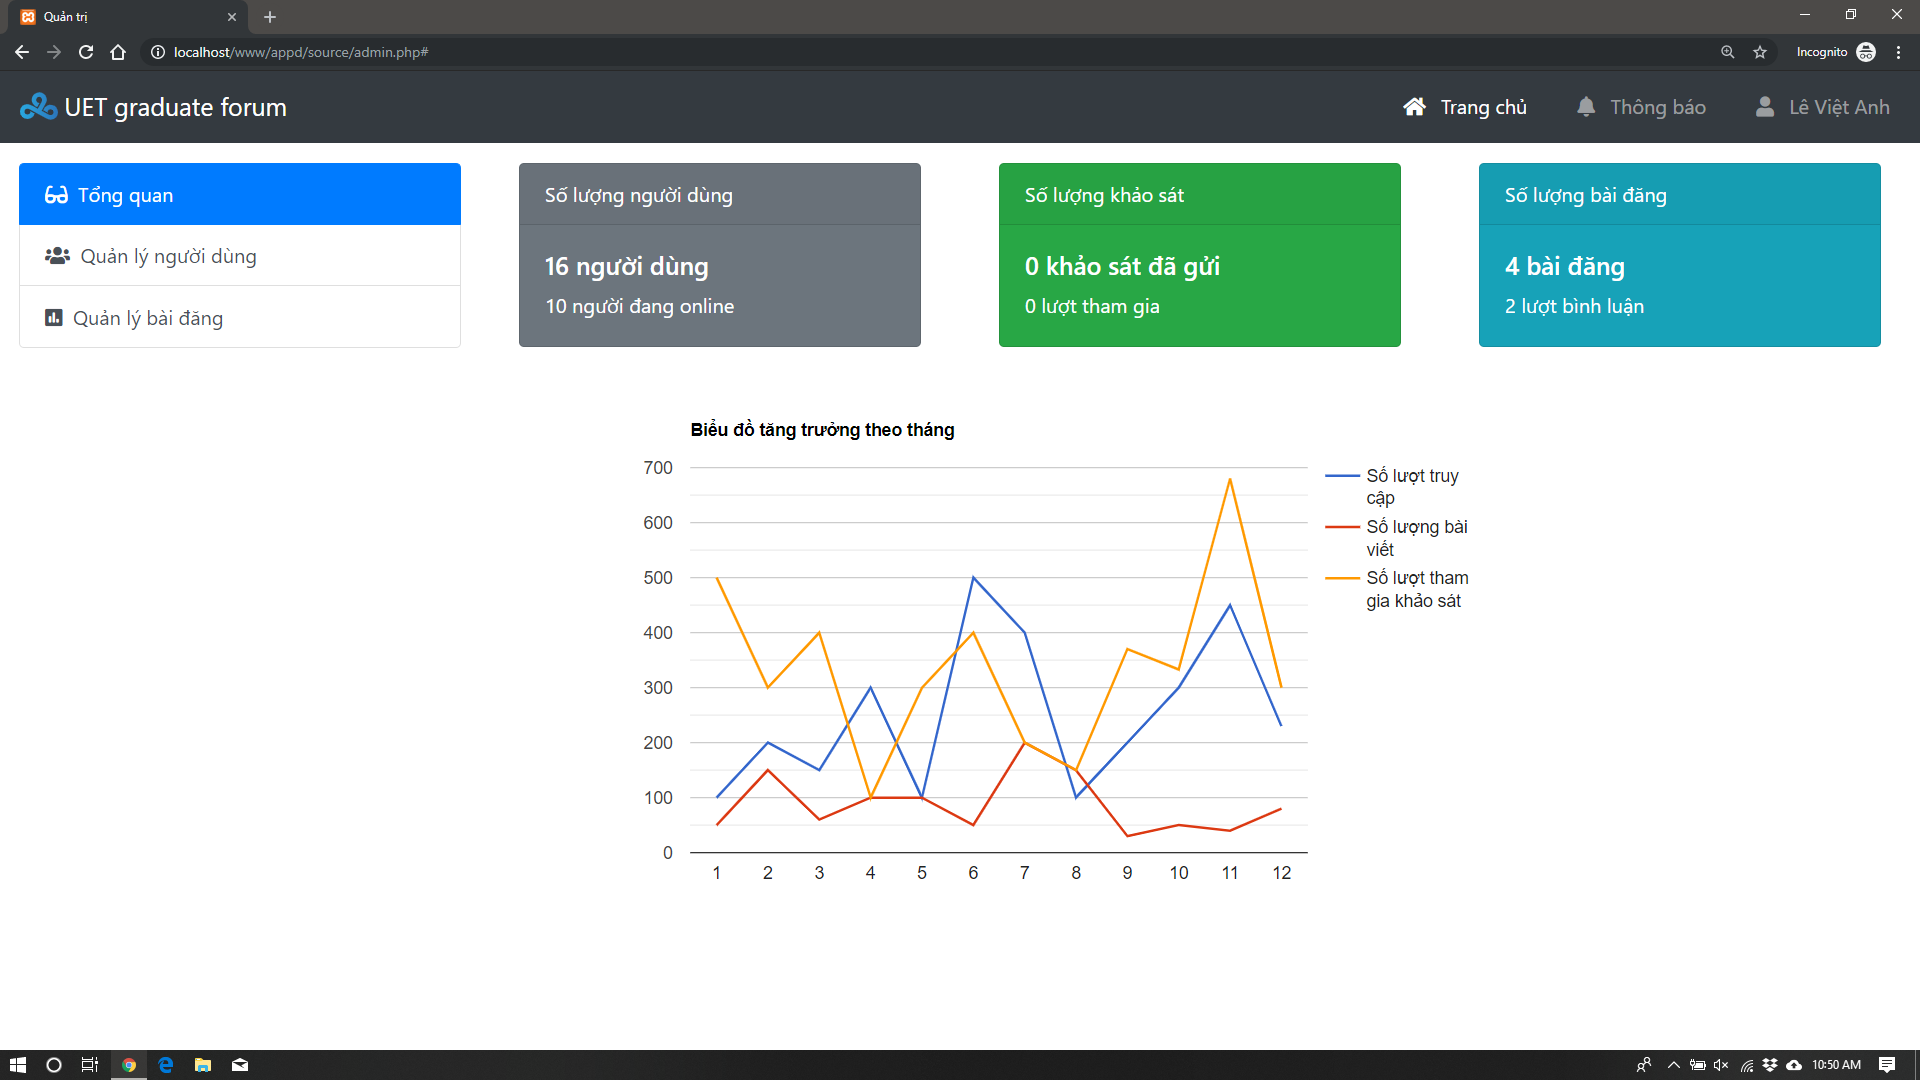 Quản trị
localhost/www/appd/source/admin.php#
Incognito
UET graduate forum
Trang chủ
Thông báo
Lê Việt Anh
Tổng quan
Quản lý người dùng
Quản lý bài đăng
Số lượng người dùng
16 người dùng
10 người đang online
Số lượng khảo sát
0 khảo sát đã gửi
0 lượt tham gia
Số lượng bài đăng
4 bài đăng
2 lượt bình luận
Biểu đồ tăng trưởng theo tháng
700
600
500
400
300
200
100
0
1 2 3 4 5 6 7 8 9 10 11 12
Số lượt truy
cập
Số lượng bài
viết
Số lượt tham
gia khảo sát
10:50 AM